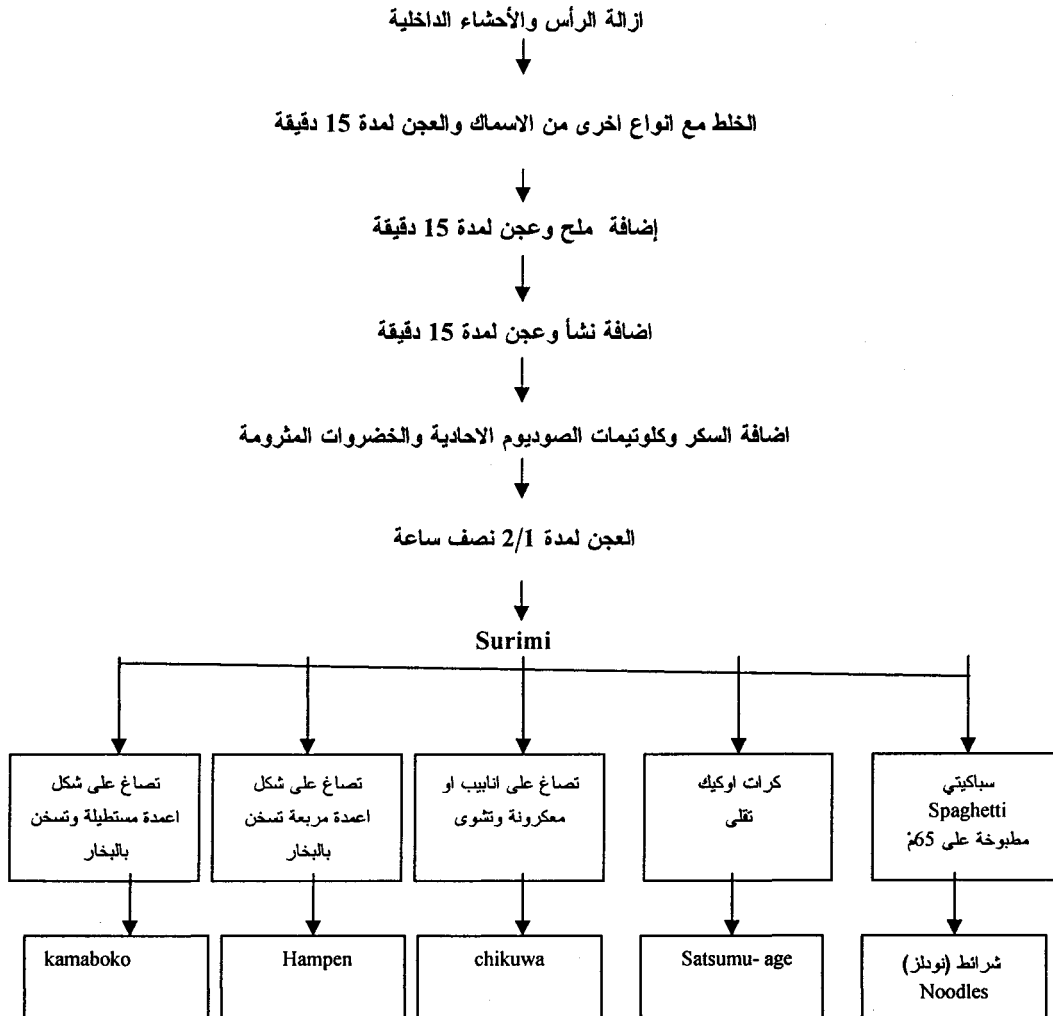 ازالة الرأس والأحشاء الداخلية
الخلط مع انواع اخرى من الاسماك والعجن لمدة 15 دقيقة
إضافة ملح وعجن لمدة 15 دقيقة
اضافة نشأ وعجن لمدة 15 دقيقة
اضافة السكر وكلوتيمات الصوديوم الاحادية والخضروات المثرومة
العجن لمدة 2/1 نصف ساعة
Surimi
سباكيتي
Spaghetti
مطبوخة على 65مْ
كرات اوكيك
تقلى
تصاغ على انابيب او
معكرونة وتشوى
تصاغ على شكل
اعمدة مربعة تسخن
بالبخار
تصاغ على شكل
اعمدة مستطيلة وتسخن
بالبخار
شرائط (نودلز)
Noodles
Satsumu- age
chikuwa
Hampen
kamaboko